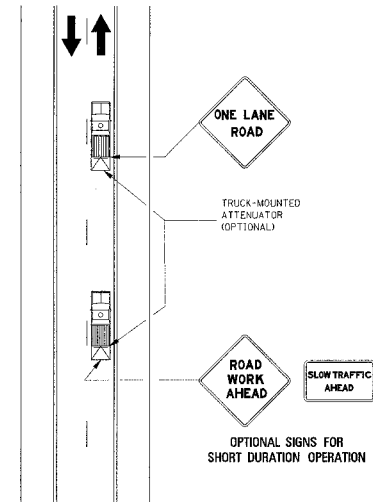 ONE LANE
ROAD
TRUCK-MOUNTED
ATTENUATOR
(OPTIONAL)
ROAD
WORK
AHEAD
SLOW TRAFFIC
AHEAD
OPTIONAL SIGNS FOR
SHORT DURATION OPERATION